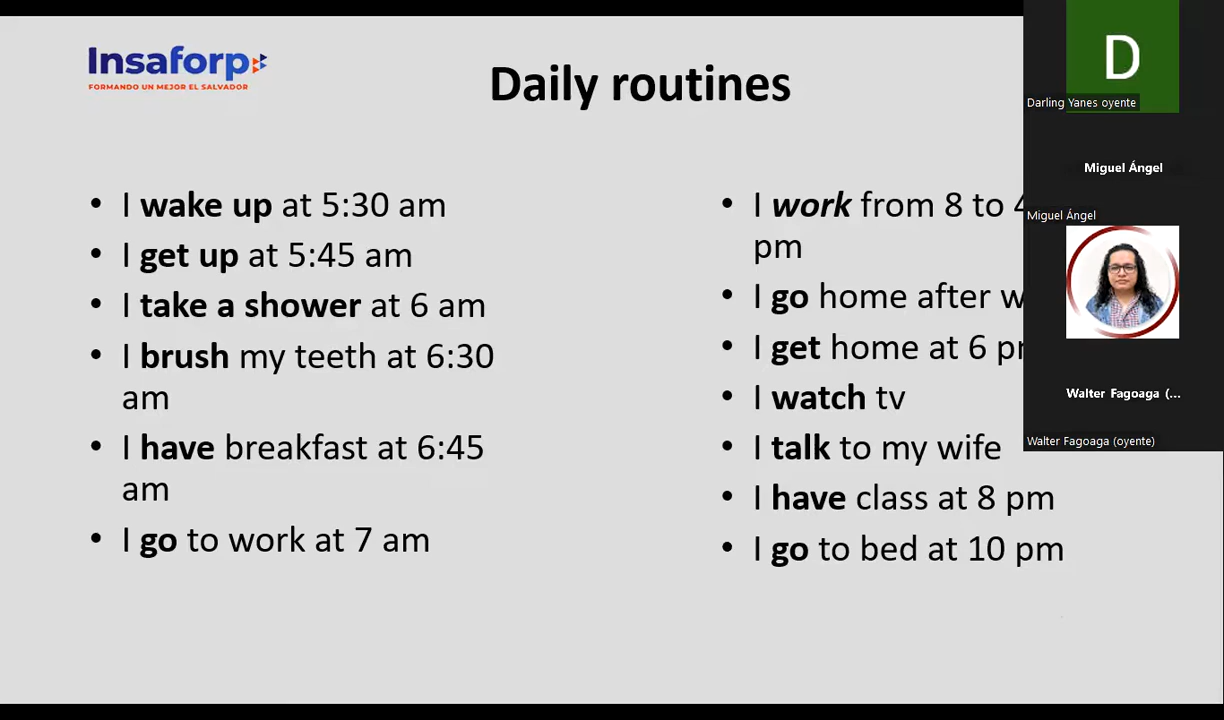 Insaforp
FORMANDO UN MEJOR EL SALVADOR
Daily routines
• I wake up at 5:30 am
• I get up at 5:45 am
• I take a shower at 6 am
• I brush my teeth at 6:30
am
• I have breakfast at 6:45
am
• I go to work at 7 am
• I work from 8 to 4
pm
• I go home after
• I get home at 6
• I watch tv
• I talk to my wife
• I have class at 8 pm
• I go to bed at 10 pm
D
Darling Yanes oyente
Miguel Ángel
Miguel Ángel
Walter Fagoaga (...
Walter Fagoaga (oyente)